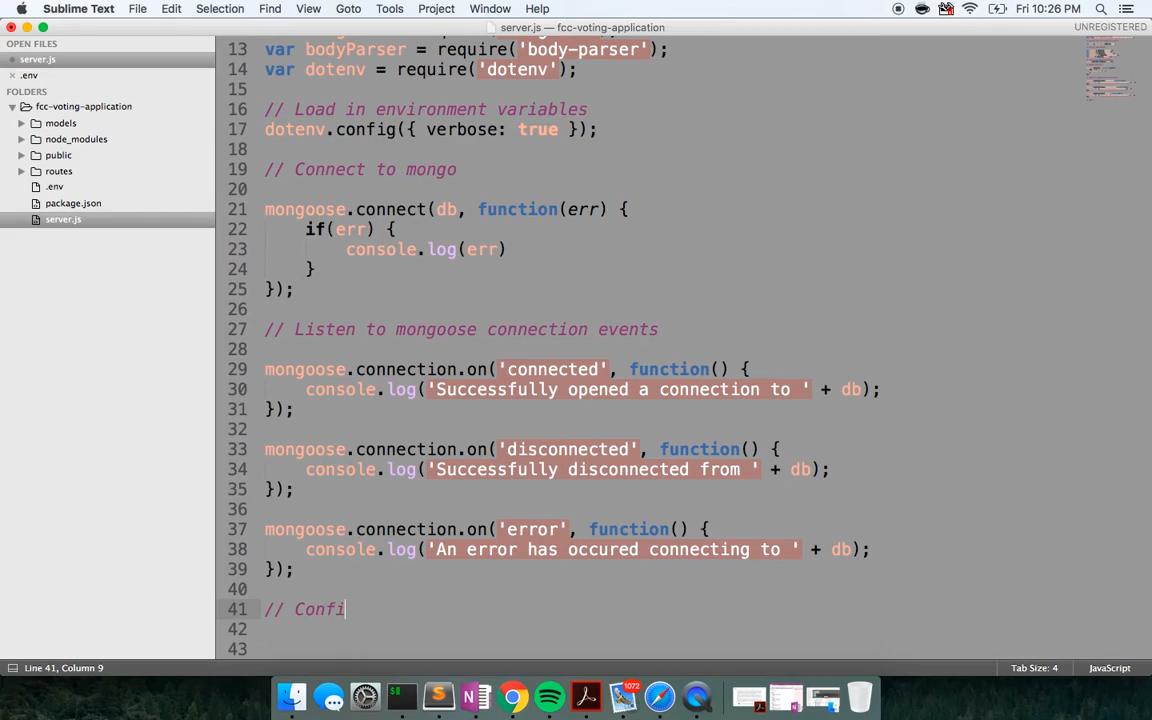 Sublime Text File Edit Selection Find View Goto Tools Project Window Help Fri 10:26 PM
server.js — fcc-voting-application UNREGISTERED
OPEN FILES
server.js
.env
FOLDERS
fcc-voting-application
models
node_modules
public
routes
.env
package.json
server.js
13 var bodyParser = require('body-parser');
14 var dotenv = require('dotenv');
15
16 // Load in environment variables
17 dotenv.config({ verbose: true });
18
19 // Connect to mongo
20
21 mongoose.connect(db, function(err) {
22 if(err) {
23 console.log(err)
24 }
25 });
26
27 // Listen to mongoose connection events
28
29 mongoose.connection.on('connected', function() {
30 console.log('Successfully opened a connection to ' + db);
31 });
32
33 mongoose.connection.on('disconnected', function() {
34 console.log('Successfully disconnected from ' + db);
35 });
36
37 mongoose.connection.on('error', function() {
38 console.log('An error has occured connecting to ' + db);
39 });
40
41 // Confi
42
43
Line 41, Column 9 Tab Size: 4 JavaScript
1072